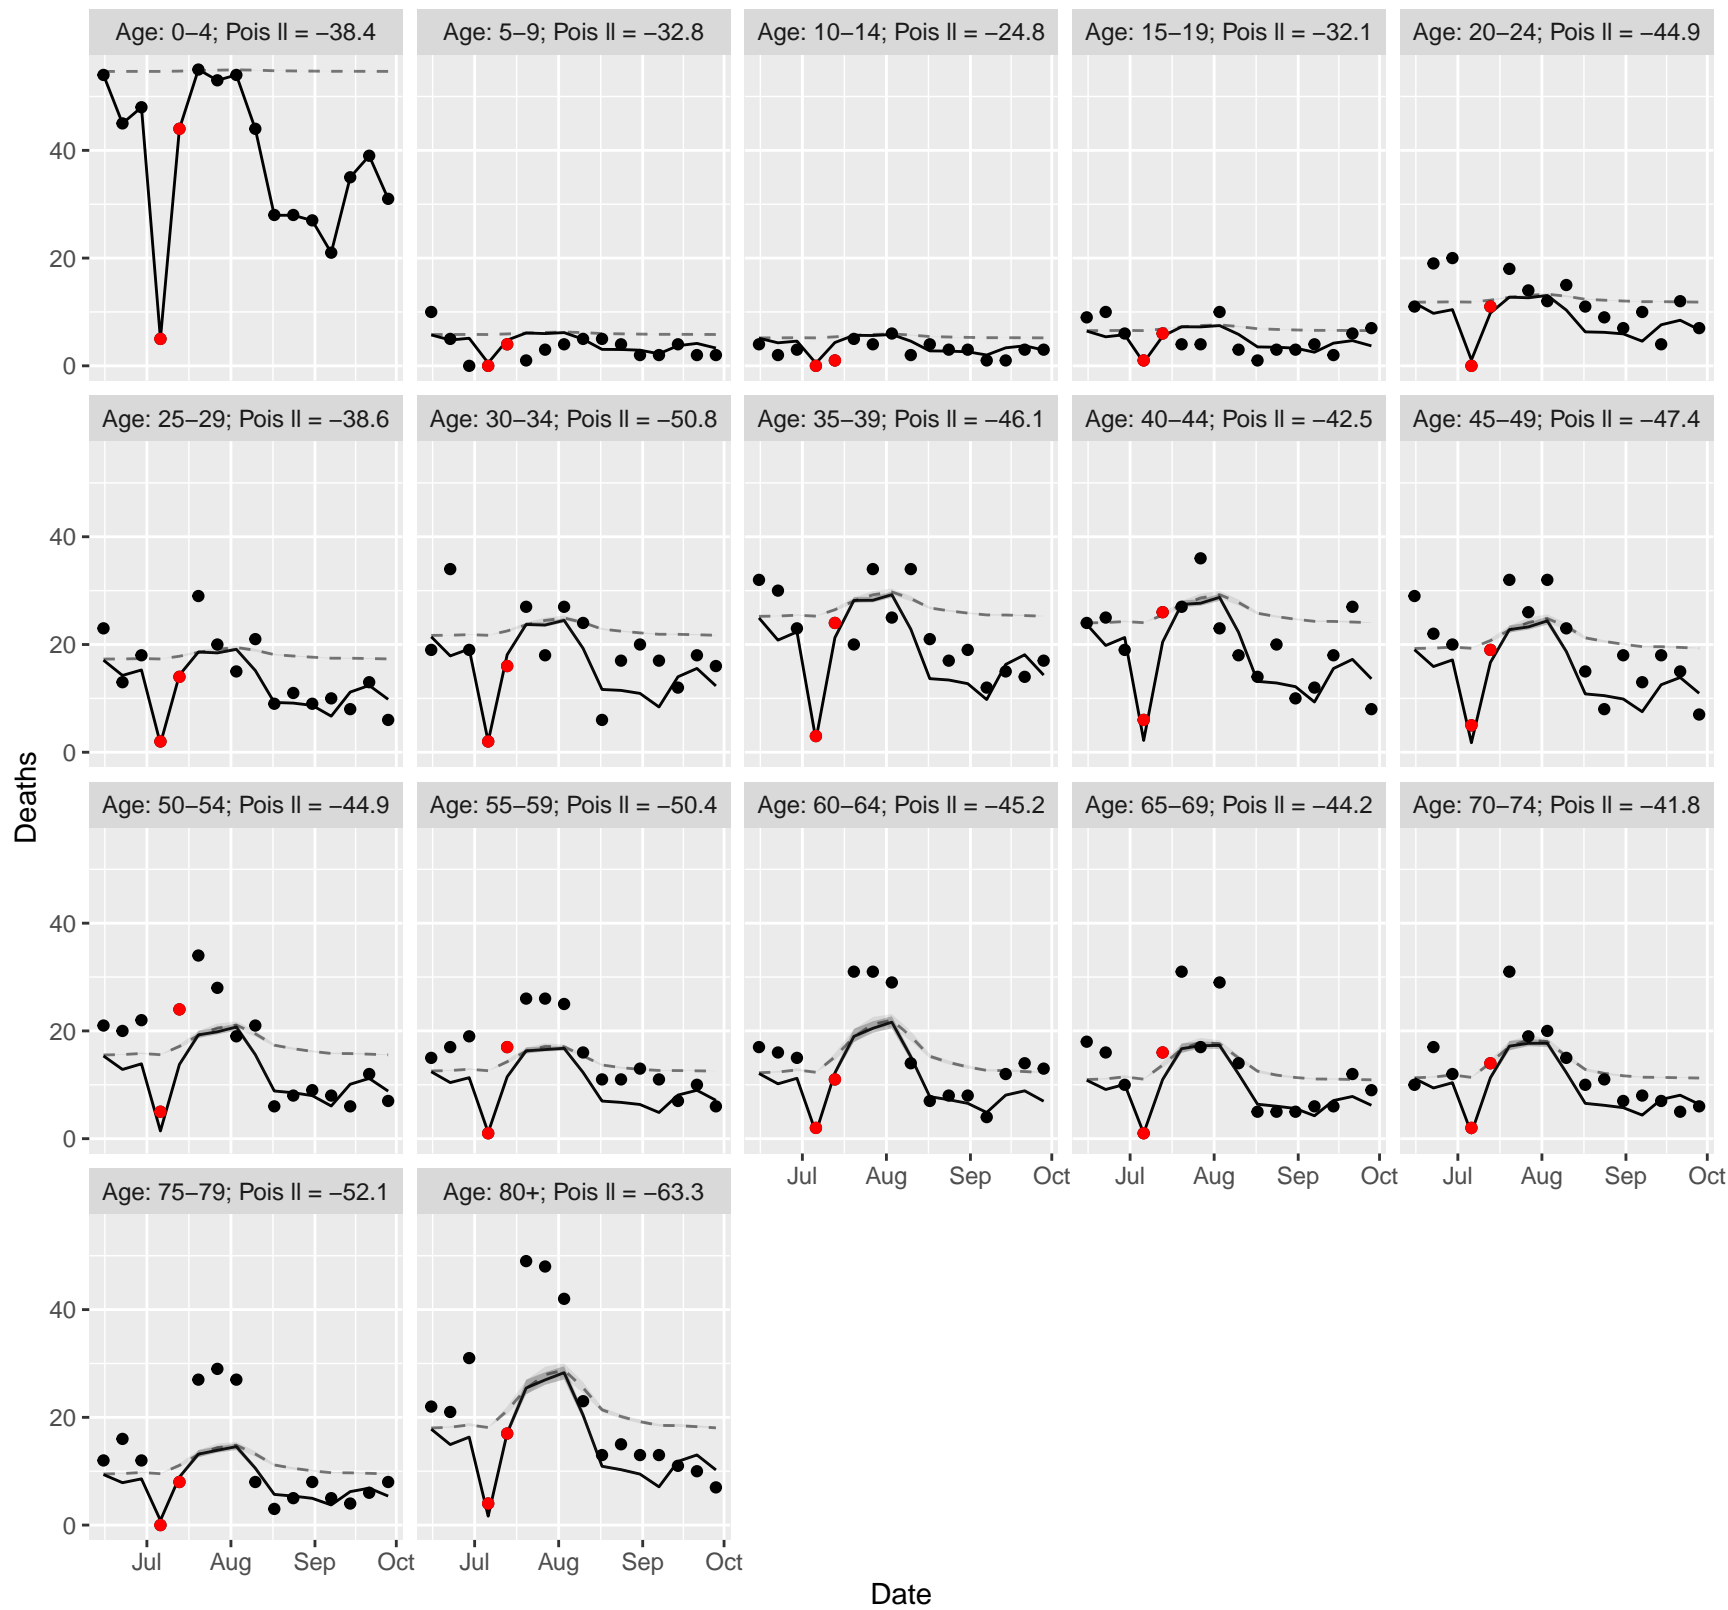 Age: 0−4; Pois ll = −38.4
Age: 5−9; Pois ll = −32.8
Age: 10−14; Pois ll = −24.8
Age: 15−19; Pois ll = −32.1
Age: 20−24; Pois ll = −44.9
40
20
0
Age: 25−29; Pois ll = −38.6
Age: 30−34; Pois ll = −50.8
Age: 35−39; Pois ll = −46.1
Age: 40−44; Pois ll = −42.5
Age: 45−49; Pois ll = −47.4
40
20
0
Deaths
Age: 50−54; Pois ll = −44.9
Age: 55−59; Pois ll = −50.4
Age: 60−64; Pois ll = −45.2
Age: 65−69; Pois ll = −44.2
Age: 70−74; Pois ll = −41.8
40
20
0
Jul Aug Sep Oct
Jul Aug Sep Oct
Jul Aug Sep Oct
Age: 75−79; Pois ll = −52.1
Age: 80+; Pois ll = −63.3
40
20
0
Jul Aug Sep Oct
Jul Aug Sep Oct
Date